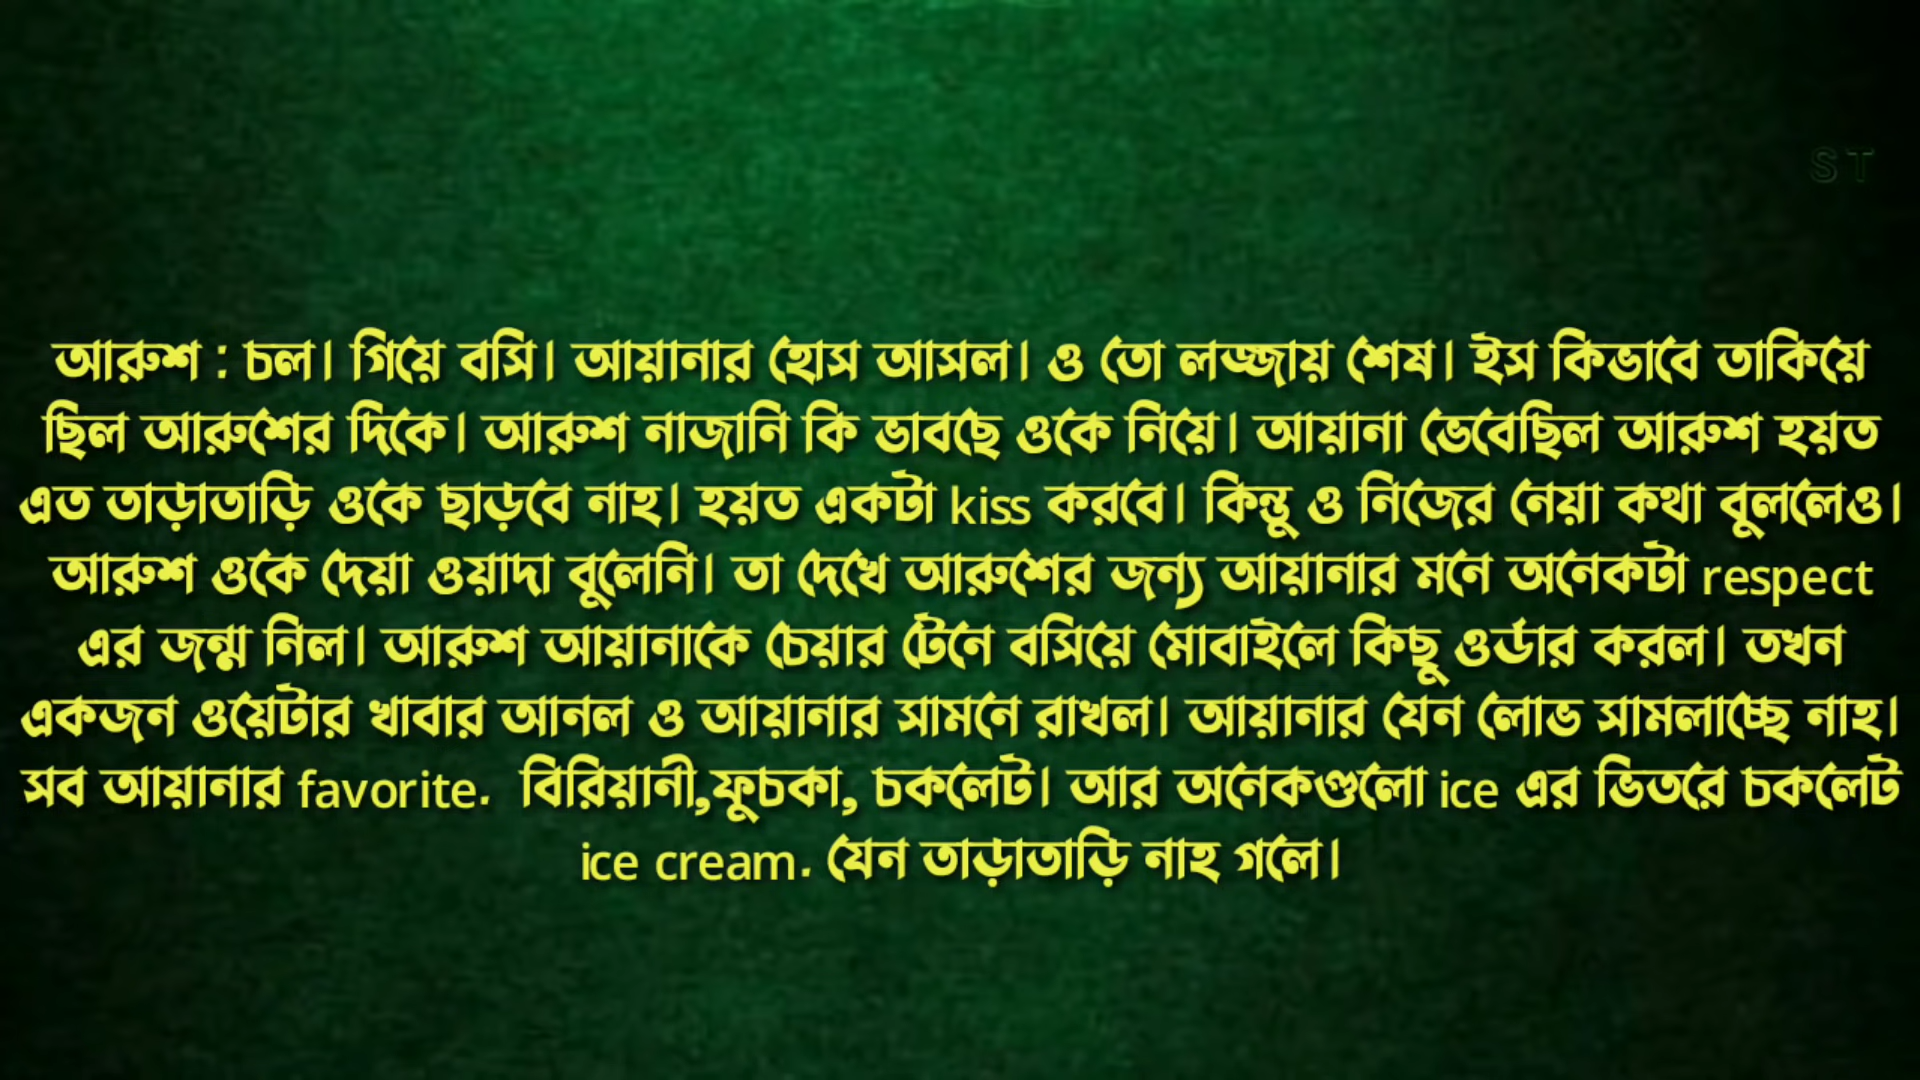 S T
আরুশ : চল। গিয়ে বসি। আয়ানার হোস আসল। ও তো লজ্জায় শেষ। ইস কিভাবে তাকিয়ে
ছিল আরুশের দিকে। আরুশ নাজানি কি ভাবছে ওকে নিয়ে। আয়ানা ভেবেছিল আরুশ হয়ত
এত তাড়াতাড়ি ওকে ছাড়বে নাহ। হয়ত একটা kiss করবে। কিন্তু ও নিজের নেয়া কথা বুললেও।
আরুশ ওকে দেয়া ওয়াদা বুলেনি। তা দেখে আরুশের জন্য আয়ানার মনে অনেকটা respect
এর জন্ম নিল। আরুশ আয়ানাকে চেয়ার টেনে বসিয়ে মোবাইলে কিছু ওর্ডার করল। তখন
একজন ওয়েটার খাবার আনল ও আয়ানার সামনে রাখল। আয়ানার যেন লোভ সামলাচ্ছে নাহ।
সব আয়ানার favorite. বিরিয়ানী,ফুচকা, চকলেট। আর অনেকগুলো ice এর ভিতরে চকলেট
ice cream. যেন তাড়াতাড়ি নাহ গলে।